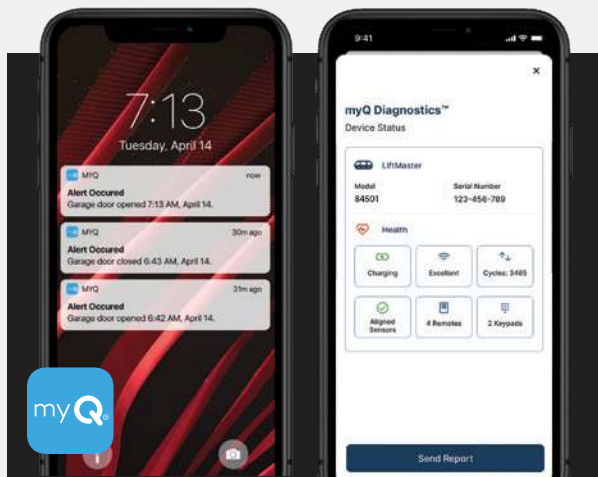 7:13
Tuesday, April 14
MYQ now
Alert Occured
Garage door opened 7:13 AM, April 14.
MYQ 30m ago
Alert Occured
Garage door closed 6:43 AM, April 14.
MYQ 31m ago
Alert Occured
Garage door opened 6:42 AM, April 14.
myQ
9:41
myQ Diagnostics™
Device Status
LiftMaster
Model Serial Number
84501 123-456-789
Health
Charging Excellent Cycles: 3465
Aligned Sensors 4 Remotes 2 Keypads
Send Report